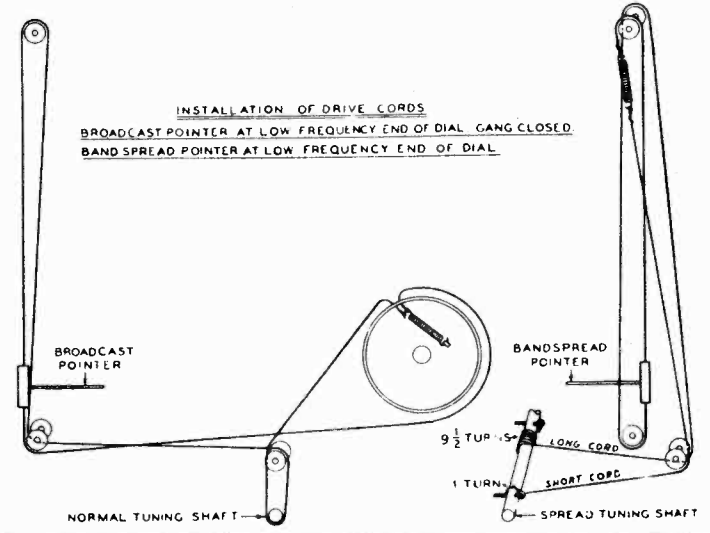 INSTALLATION OF DRIVE CORDS
BROADCAST POINTER AT LOW FREQUENCY END OF DIAL GANG CLOSED.
BAND SPREAD POINTER AT LOW FREQUENCY END OF DIAL
BROADCAST
POINTER
BANDSPREAD
POINTER
9 1/2 TURNS
LONG CORD
1 TURN
SHORT CORD
NORMAL TUNING SHAFT
SPREAD TUNING SHAFT